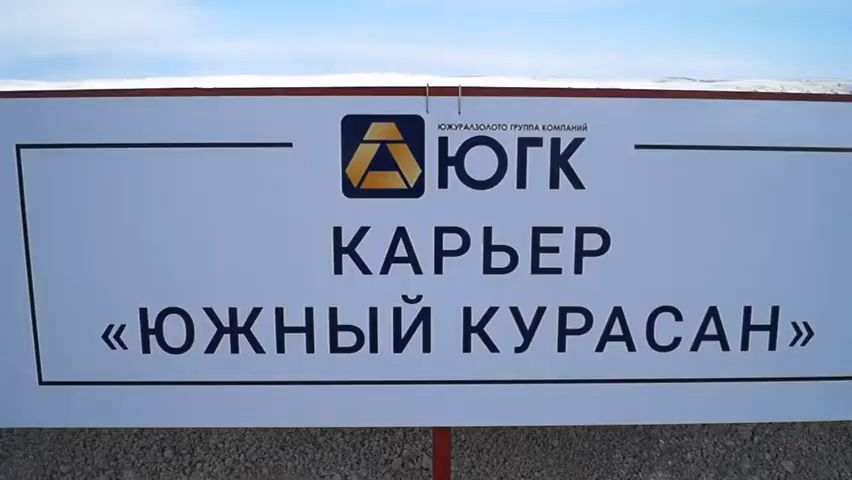 ЮЖУРАЛЗОЛОТО ГРУППА КОМПАНИЙ
ЮГК
КАРЬЕР
«ЮЖНЫЙ КУРАСАН»